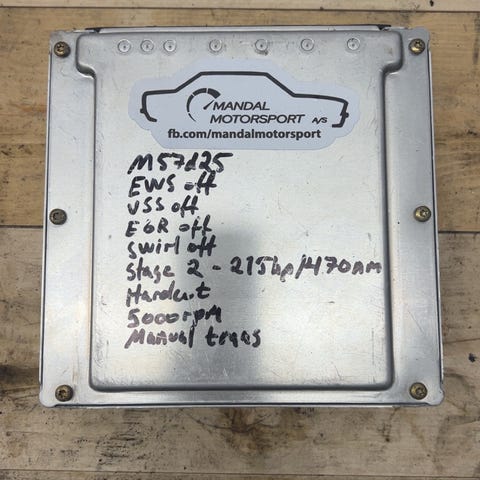 MANDAL
MOTORSPORT A/S
fb.com/mandalmotorsport
M57d25
EWS off
VSS off
EGR off
Swirl off
Stage 2 - 215hp/470nm
Hardcut
5000rpm
Manual trans